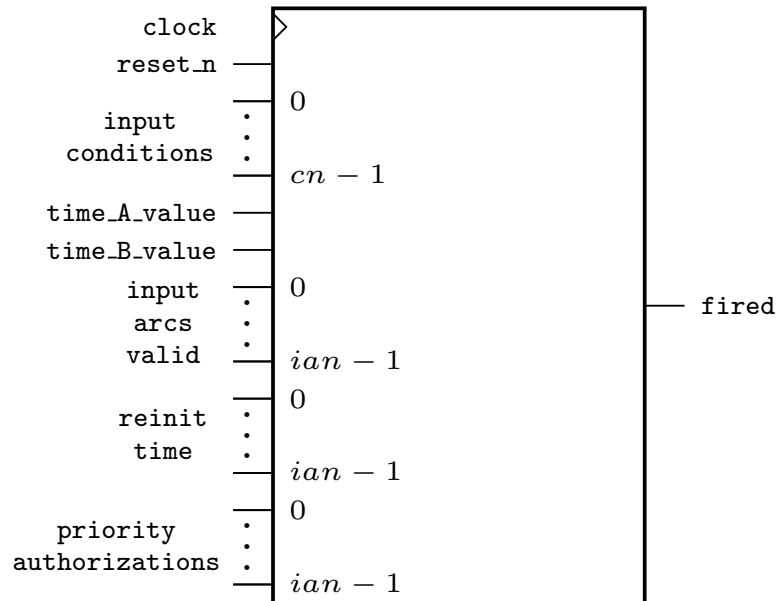 clock
reset_n
0
input
conditions
cn − 1
time_A_value
time_B_value
0
input
arcs
valid
ian − 1
fired
0
reinit
time
ian − 1
0
priority
authorizations
ian − 1